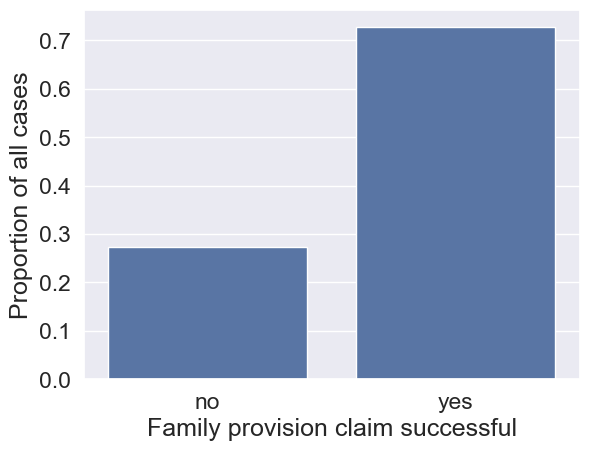 Proportion of all cases
0.7
0.6
0.5
0.4
0.3
0.2
0.1
0.0
no yes
Family provision claim successful